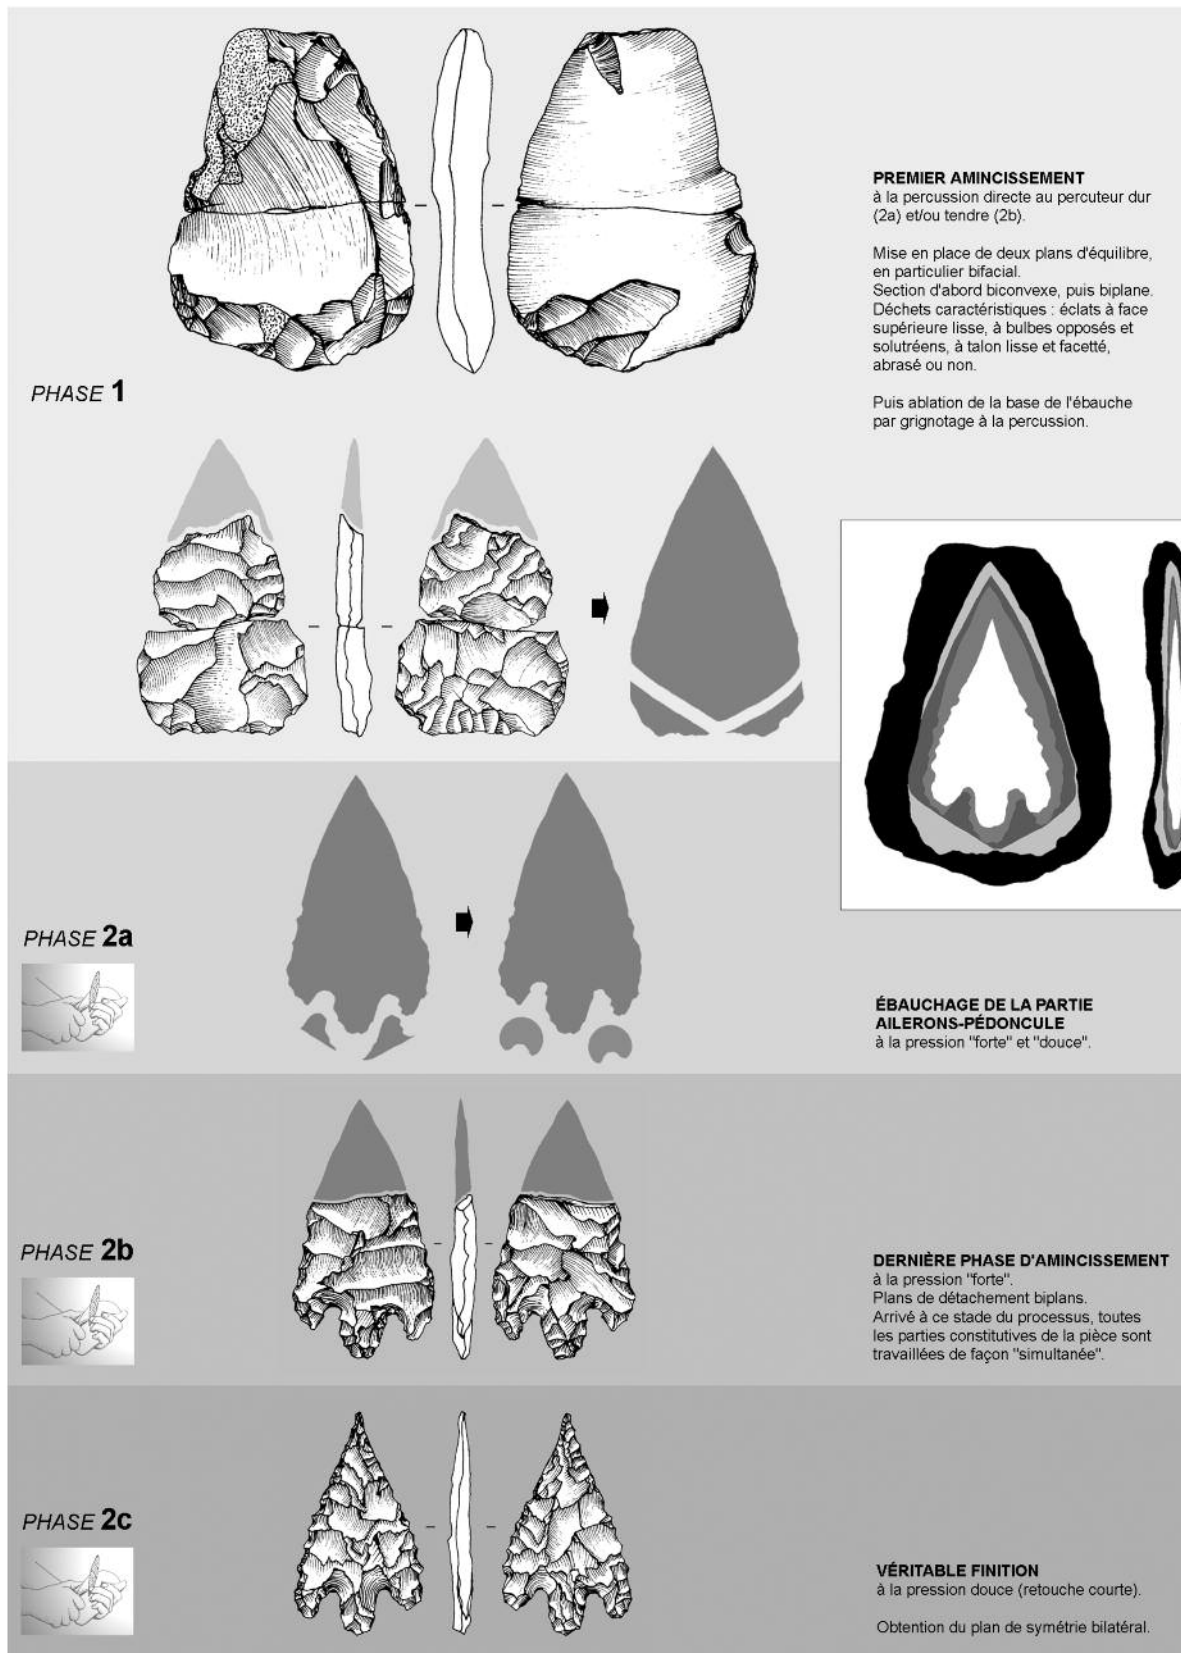 PREMIER AMINCISSEMENT
à la percussion directe au percuteur dur
(2a) et/ou tendre (2b).
Mise en place de deux plans d'équilibre,
en particulier bifacial.
Section d'abord biconvexe, puis biplane.
Déchets caractéristiques : éclats à face
supérieure lisse, à bulbes opposés et
solutréens, à talon lisse et facetté,
abrasé ou non.
PHASE 1
Puis ablation de la base de l'ébauche
par grignotage à la percussion.
PHASE 2a
ÉBAUCHAGE DE LA PARTIE
AILERONS-PÉDONCULE
à la pression "forte" et "douce".
PHASE 2b
DERNIÈRE PHASE D'AMINCISSEMENT
à la pression "forte".
Plans de détachement biplans.
Arrivé à ce stade du processus, toutes
les parties constitutives de la pièce sont
travaillées de façon "simultanée".
PHASE 2c
VÉRITABLE FINITION
à la pression douce (retouche courte).
Obtention du plan de symétrie bilatéral.